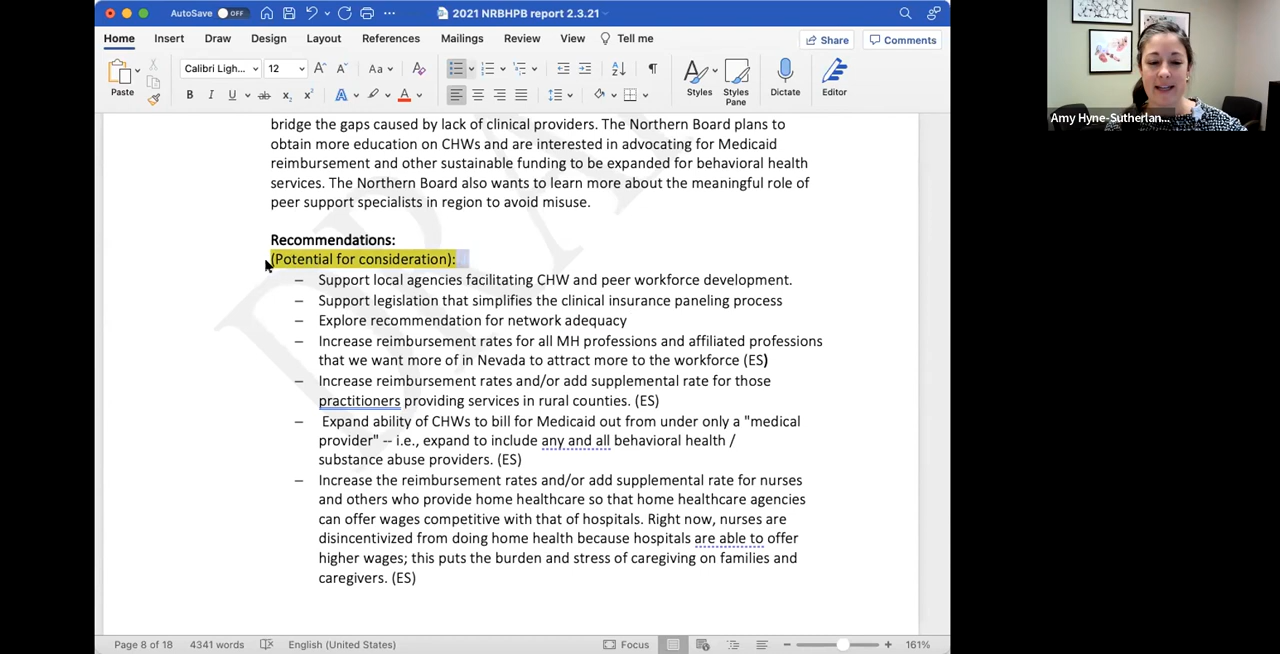 AutoSave OFF
2021 NRBHPB report 2.3.21
Home Insert Draw Design Layout References Mailings Review View Tell me
Share Comments
Paste
Calibri Ligh... 12
Aa
Styles
Styles Pane
Dictate
Editor
bridge the gaps caused by lack of clinical providers. The Northern Board plans to
obtain more education on CHWs and are interested in advocating for Medicaid
reimbursement and other sustainable funding to be expanded for behavioral health
services. The Northern Board also wants to learn more about the meaningful role of
peer support specialists in region to avoid misuse.
Recommendations:
(Potential for consideration):
– Support local agencies facilitating CHW and peer workforce development.
– Support legislation that simplifies the clinical insurance paneling process
– Explore recommendation for network adequacy
– Increase reimbursement rates for all MH professions and affiliated professions
that we want more of in Nevada to attract more to the workforce (ES)
– Increase reimbursement rates and/or add supplemental rate for those
practitioners providing services in rural counties. (ES)
– Expand ability of CHWs to bill for Medicaid out from under only a "medical
provider" -- i.e., expand to include any and all behavioral health /
substance abuse providers. (ES)
– Increase the reimbursement rates and/or add supplemental rate for nurses
and others who provide home healthcare so that home healthcare agencies
can offer wages competitive with that of hospitals. Right now, nurses are
disincentivized from doing home health because hospitals are able to offer
higher wages; this puts the burden and stress of caregiving on families and
caregivers. (ES)
Page 8 of 18 4341 words English (United States) Focus 161%
Amy Hyne-Sutherlan...